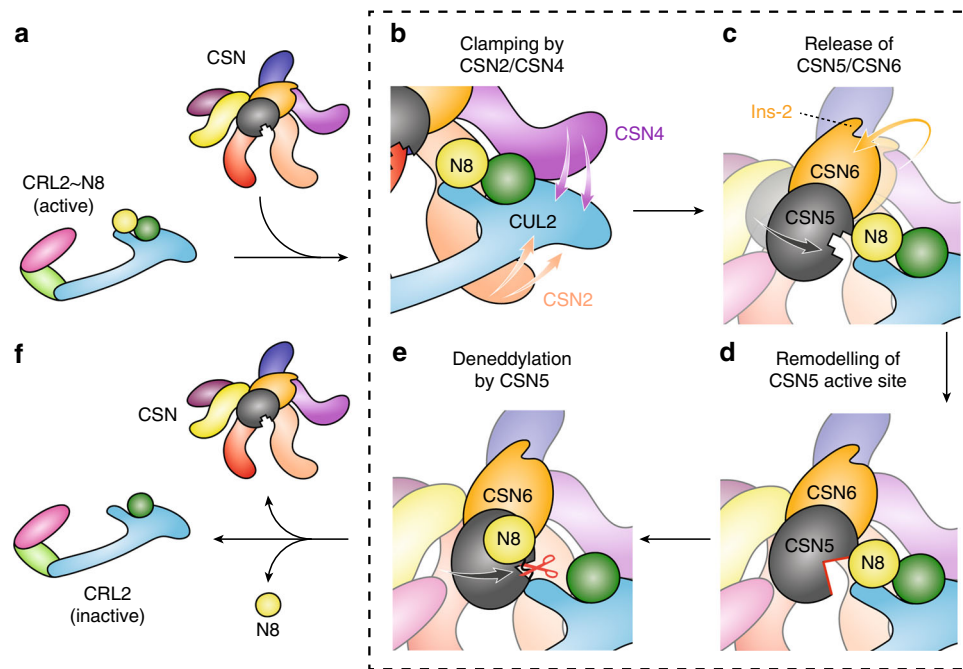 a
CSN
CRL2~N8
(active)
b
Clamping by
CSN2/CSN4
CSN4
N8
CUL2
CSN2
c
Release of
CSN5/CSN6
Ins-2
CSN6
CSN5
N8
f
CSN
CRL2
(inactive)
N8
e
Deneddylation
by CSN5
CSN6
N8
d
Remodelling of
CSN5 active site
CSN6
CSN5
N8